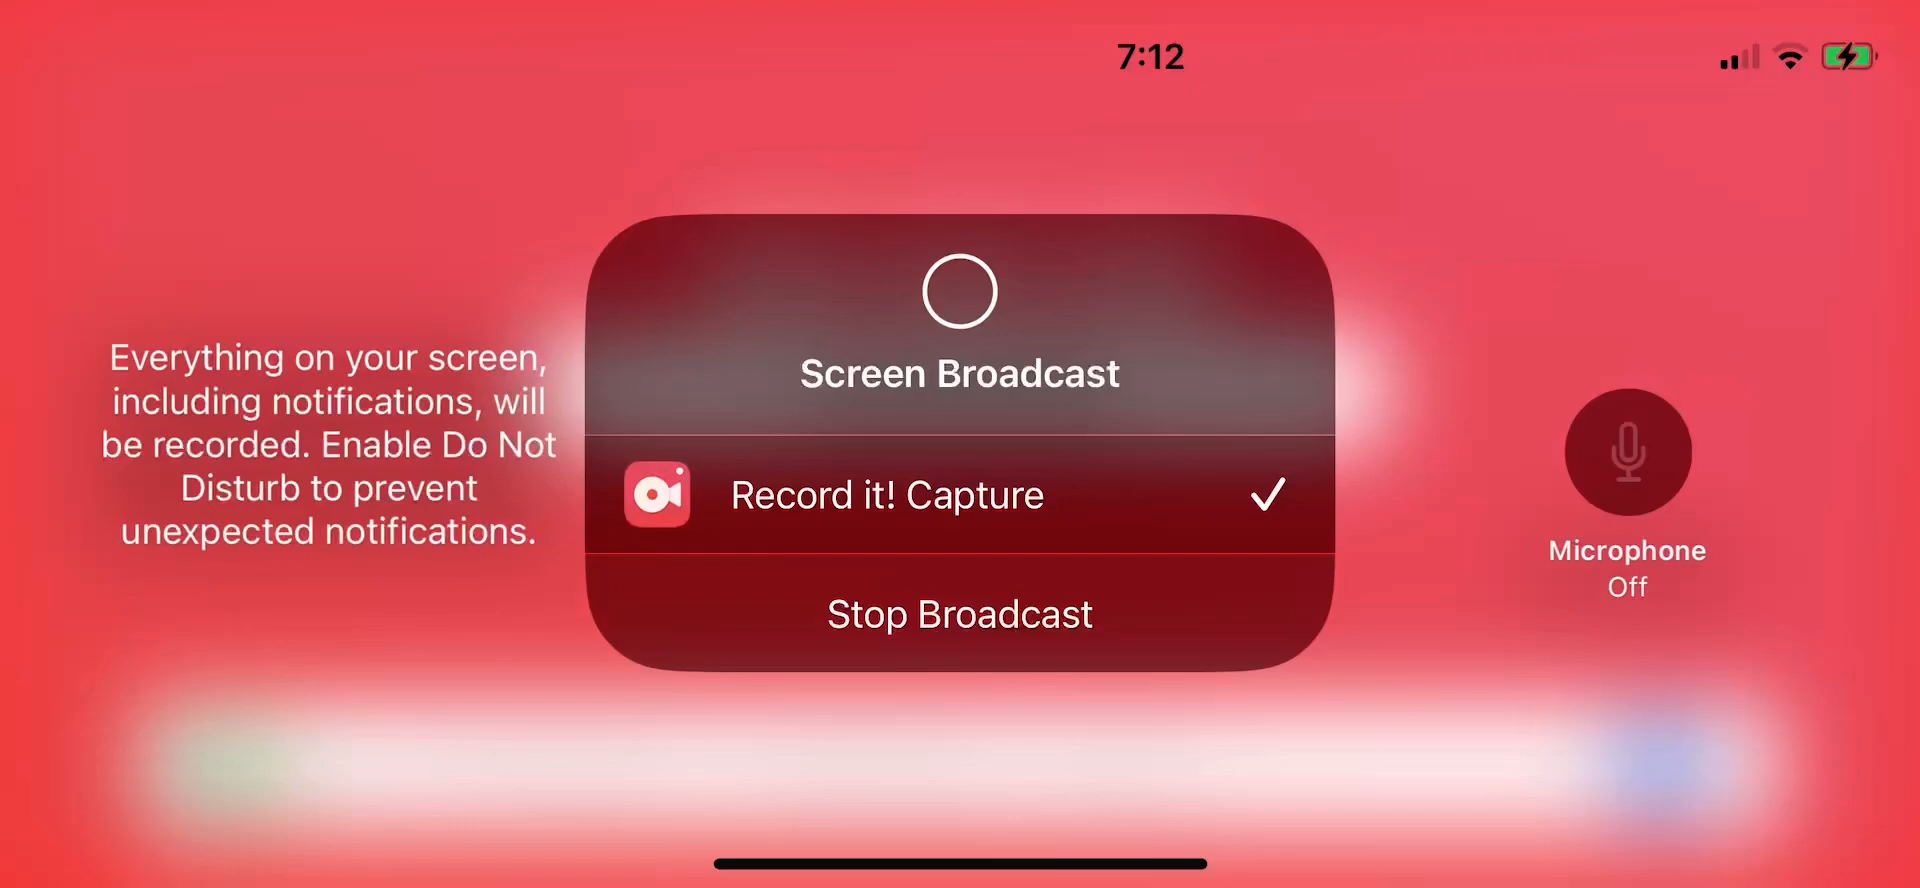 7:12
Everything on your screen,
including notifications, will
be recorded. Enable Do Not
Disturb to prevent
unexpected notifications.
Screen Broadcast
Record it! Capture
Stop Broadcast
Microphone
Off